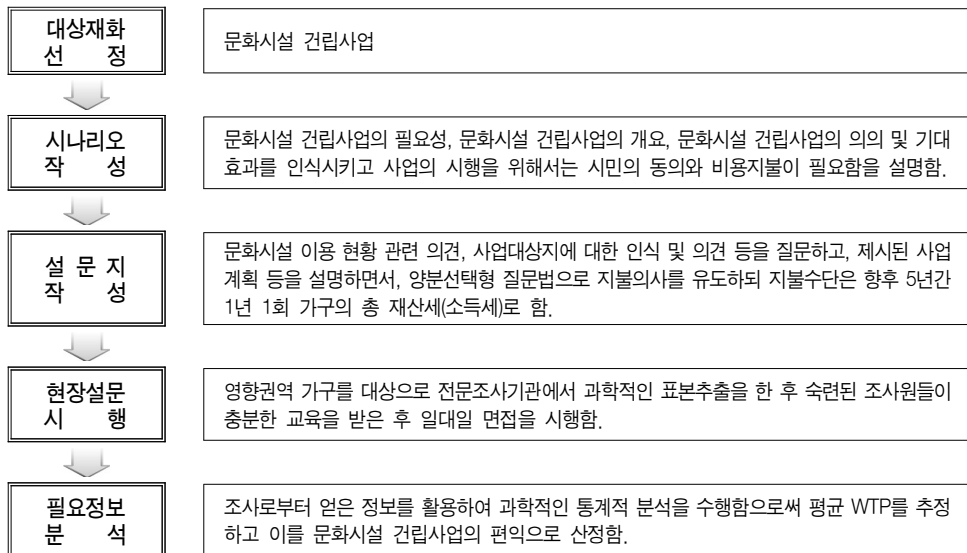 대상재화
선 정
문화시설 건립사업
시나리오
작 성
문화시설 건립사업의 필요성, 문화시설 건립사업의 개요, 문화시설 건립사업의 의의 및 기대
효과를 인식시키고 사업의 시행을 위해서는 시민의 동의와 비용지불이 필요함을 설명함.
설 문 지
작 성
문화시설 이용 현황 관련 의견, 사업대상지에 대한 인식 및 의견 등을 질문하고, 제시된 사업
계획 등을 설명하면서, 양분선택형 질문법으로 지불의사를 유도하되 지불수단은 향후 5년간
1년 1회 가구의 총 재산세(소득세)로 함.
현장설문
시 행
영향권역 가구를 대상으로 전문조사기관에서 과학적인 표본추출을 한 후 숙련된 조사원들이
충분한 교육을 받은 후 일대일 면접을 시행함.
필요정보
분 석
조사로부터 얻은 정보를 활용하여 과학적인 통계적 분석을 수행함으로써 평균 WTP를 추정
하고 이를 문화시설 건립사업의 편익으로 산정함.